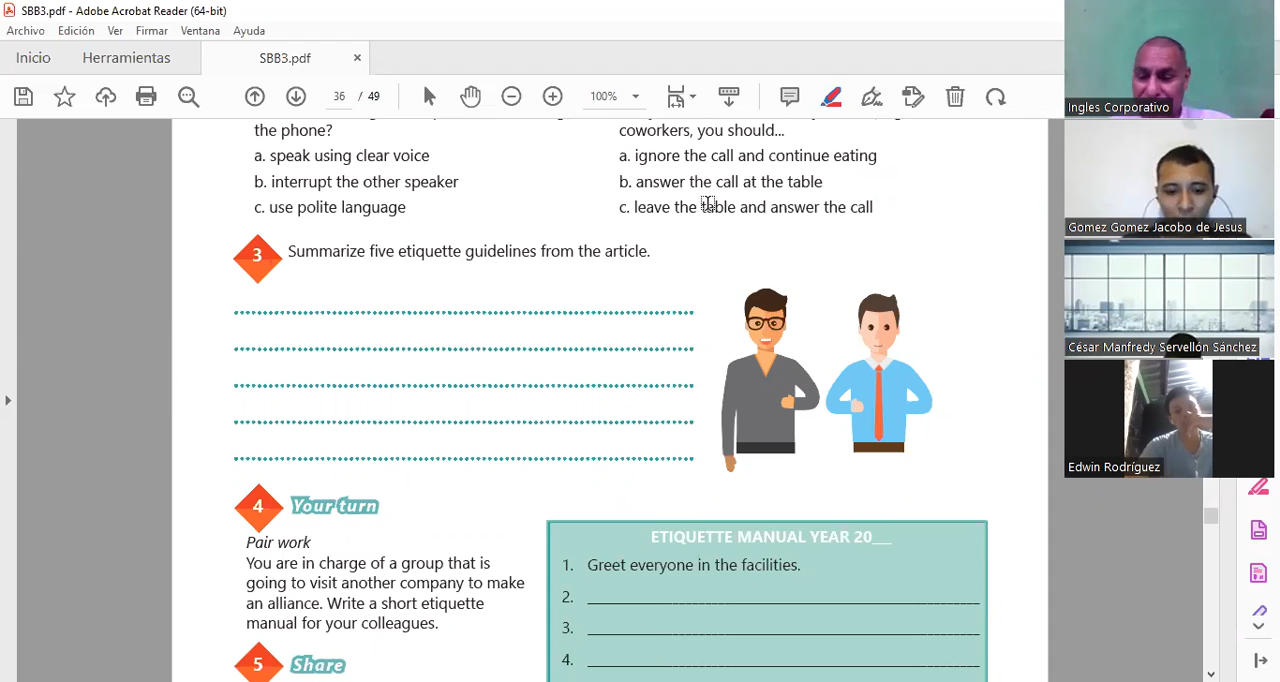 SBB3.pdf - Adobe Acrobat Reader (64-bit)
Archivo Edición Ver Firmar Ventana Ayuda
Inicio Herramientas SBB3.pdf ×
36 / 49 100%
the phone?
a. speak using clear voice
b. interrupt the other speaker
c. use polite language
coworkers, you should...
a. ignore the call and continue eating
b. answer the call at the table
c. leave the table and answer the call
3 Summarize five etiquette guidelines from the article.
4 Your turn
Pair work
You are in charge of a group that is
going to visit another company to make
an alliance. Write a short etiquette
manual for your colleagues.
ETIQUETTE MANUAL YEAR 20__
1. Greet everyone in the facilities.
2.
3.
4.
5 Share
Ingles Corporativo
Gomez Gomez Jacobo de Jesus
César Manfredy Servellón Sánchez
Edwin Rodríguez